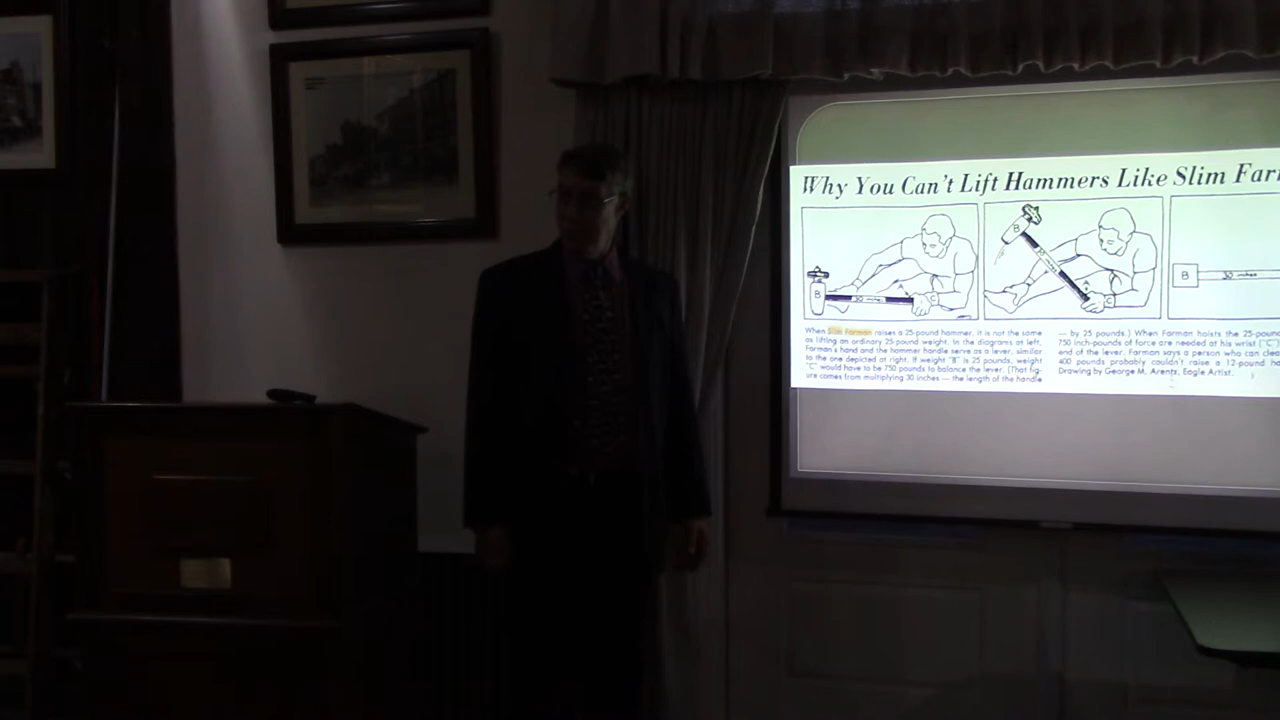 Why You Can't Lift Hammers Like Slim
B
30 inches
A
C
B
30 inches
A
C
B
30 inches
When Slim Farman raises a 25-pound hammer, it is not the same
as lifting an ordinary 25-pound weight. In the diagrams at left,
Farman's hand and the hammer handle serve as a lever, similar
to the one depicted at right. If weight "B" is 25 pounds, weight
"C" would have to be 750 pounds to balance the lever. (That fig-
ure comes from multiplying 30 inches — the length of the handle
— by 25 pounds.) When Farman hoists the 25-pound
750 inch-pounds of force are needed at his wrist ("C")
end of the lever. Farman says a person who can
400 pounds probably couldn't raise a 12-pound
Drawing by George M. Arentz, Eagle Artist.